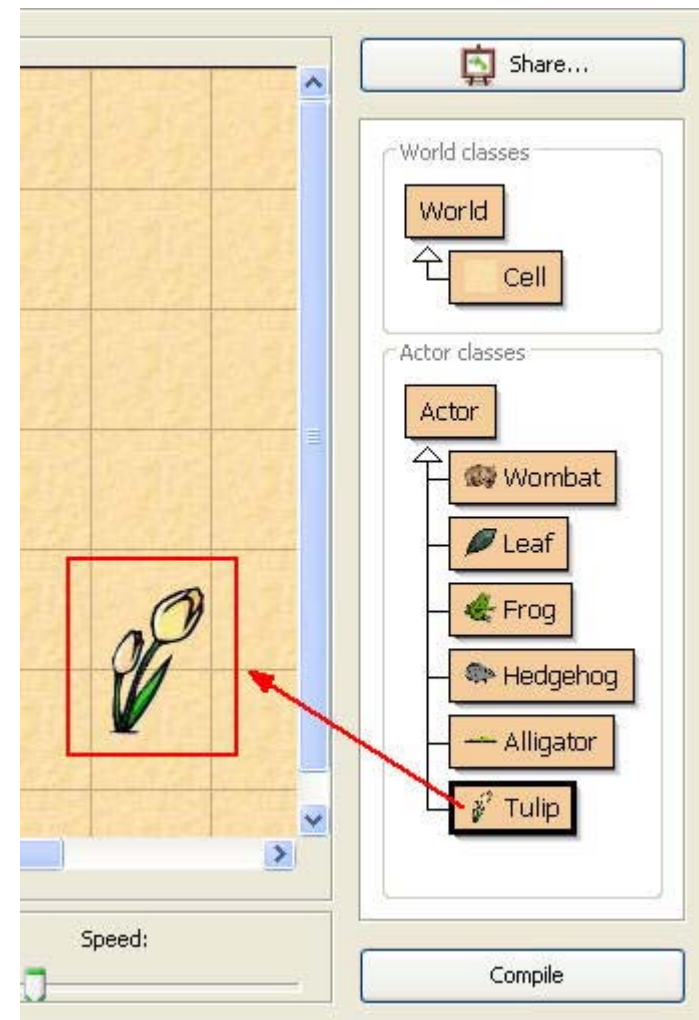 Share...
World classes
World
Cell
Actor classes
Actor
Wombat
Leaf
Frog
Hedgehog
Alligator
Tulip
Speed:
Compile